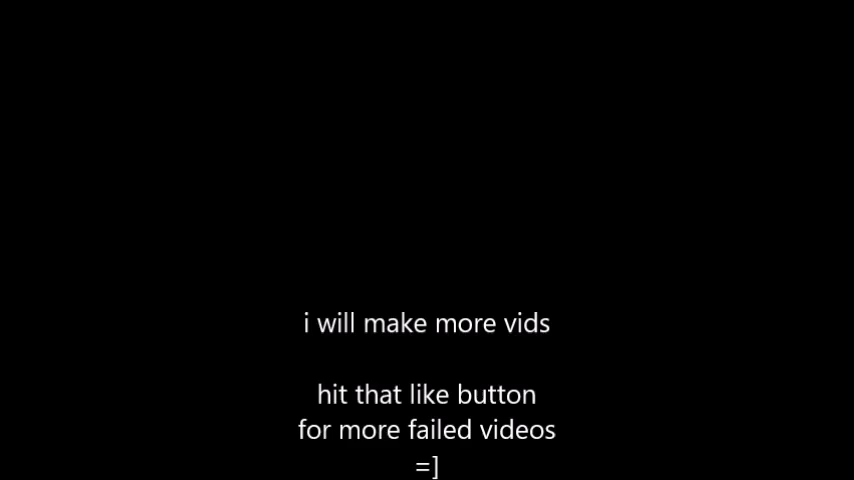 i will make more vids
hit that like button
for more failed videos
=]